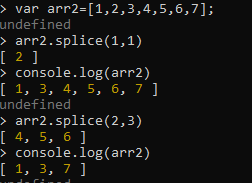 > var arr2=[1,2,3,4,5,6,7];
undefined
> arr2.splice(1,1)
[ 2 ]
> console.log(arr2)
[ 1, 3, 4, 5, 6, 7 ]
undefined
> arr2.splice(2,3)
[ 4, 5, 6 ]
> console.log(arr2)
[ 1, 3, 7 ]